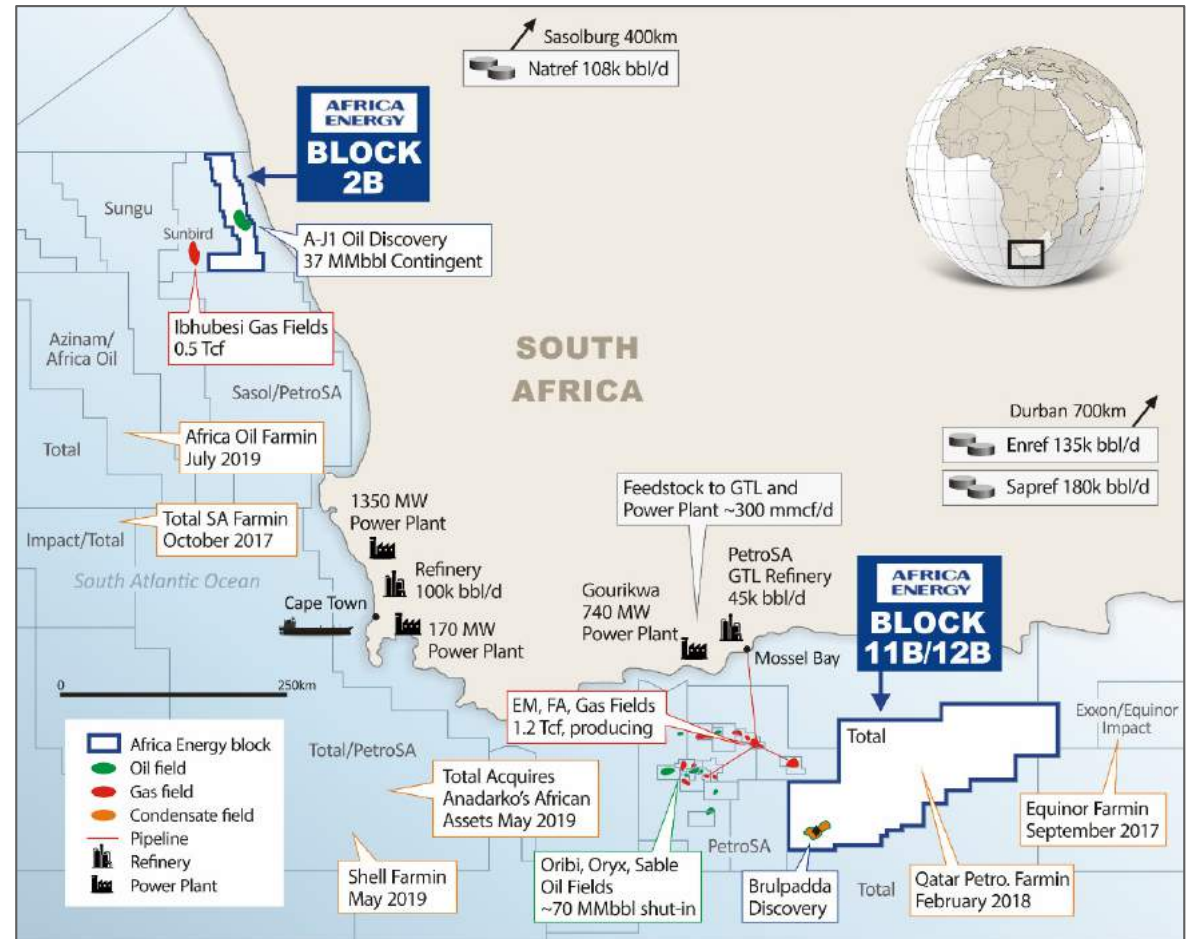 Sasolburg 400km
Natref 108k bbl/d
AFRICA
ENERGY
BLOCK
2B
Sungu
Sunbird
A-J1 Oil Discovery
37 MMbbl Contingent
Ibhubesi Gas Fields
0.5 Tcf
Azinam/
Africa Oil
SOUTH
AFRICA
Sasol/PetroSA
Durban 700km
Enref 135k bbl/d
Sapref 180k bbl/d
Total
Africa Oil Farmin
July 2019
Total SA Farmin
October 2017
Impact/Total
South Atlantic Ocean
1350 MW
Power Plant
Refinery
100k bbl/d
Cape Town
170 MW
Power Plant
Feedstock to GTL and
Power Plant ~300 mmcf/d
PetroSA
GTL Refinery
45k bbl/d
Gourikwa
740 MW
Power Plant
Mossel Bay
AFRICA
ENERGY
BLOCK
11B/12B
0
250km
Africa Energy block
Oil field
Gas field
Condensate field
Pipeline
Refinery
Power Plant
EM, FA, Gas Fields
1.2 Tcf, producing
Total/PetroSA
Total Acquires
Anadarko's African
Assets May 2019
Shell Farmin
May 2019
Oribi, Oryx, Sable
Oil Fields
~70 MMbbl shut-in
PetroSA
Brulpadda
Discovery
Total
Total
Qatar Petro. Farmin
February 2018
Exxon/Equinor
Impact
Equinor Farmin
September 2017